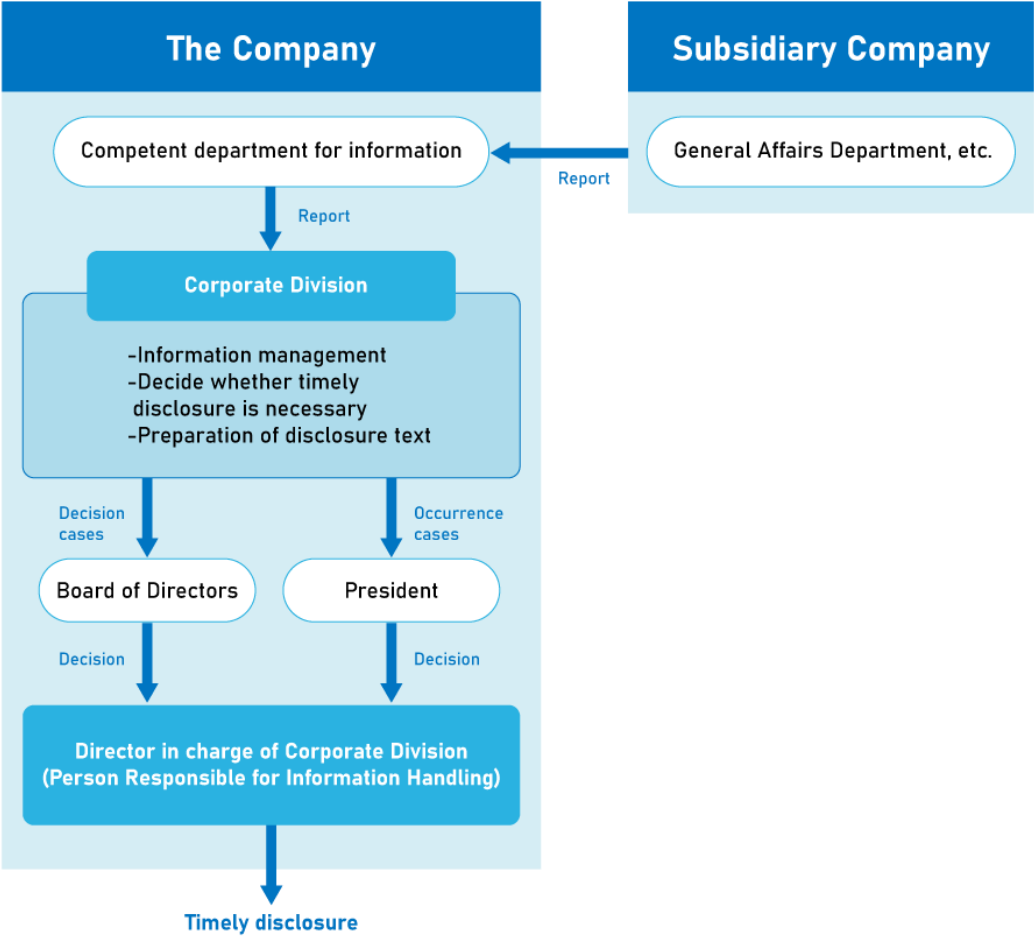 The Company
Subsidiary Company
Competent department for information
General Affairs Department, etc.
Report
Report
Corporate Division
-Information management
-Decide whether timely
disclosure is necessary
-Preparation of disclosure text
Decision
cases
Occurrence
cases
Board of Directors
President
Decision
Decision
Director in charge of Corporate Division
(Person Responsible for Information Handling)
Timely disclosure